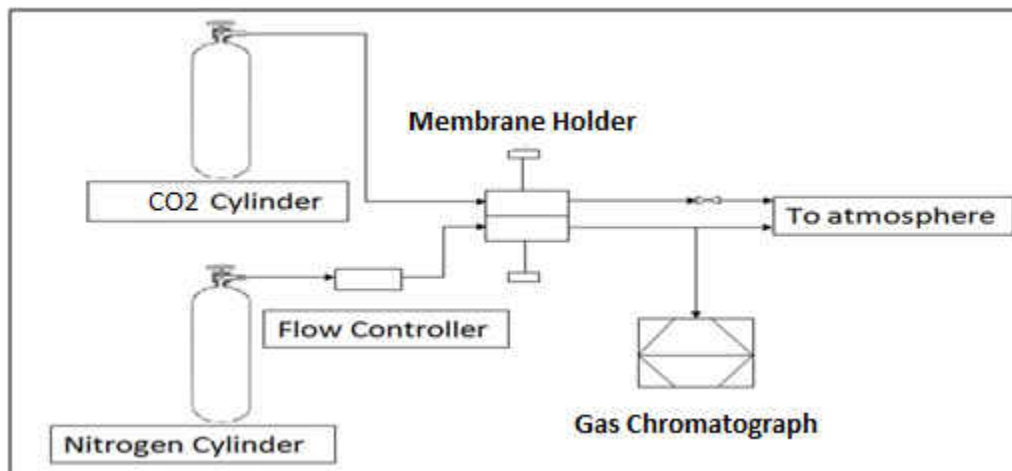 Membrane Holder
CO2 Cylinder
To atmosphere
Flow Controller
Gas Chromatograph
Nitrogen Cylinder